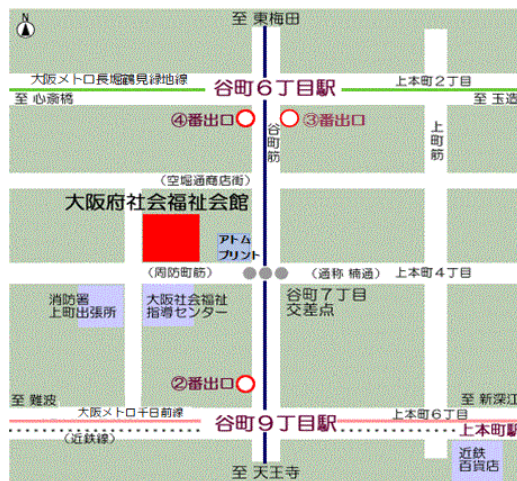 N
至 東梅田
大阪メトロ長堀鶴見緑地線
谷町6丁目駅
上本町2丁目
至 心斎橋
至 玉造
④番出口
③番出口
谷町筋
上町筋
(空堀通商店街)
大阪府社会福祉会館
アトム
プリント
(周防町筋)
(通称 楠通)
上本町4丁目
消防署
上町出張所
大阪社会福祉
指導センター
谷町7丁目
交差点
②番出口
至 難波
至 新深江
大阪メトロ千日前線
上本町6丁目
谷町9丁目駅
上本町駅
(近鉄線)
近鉄
百貨店
至 天王寺